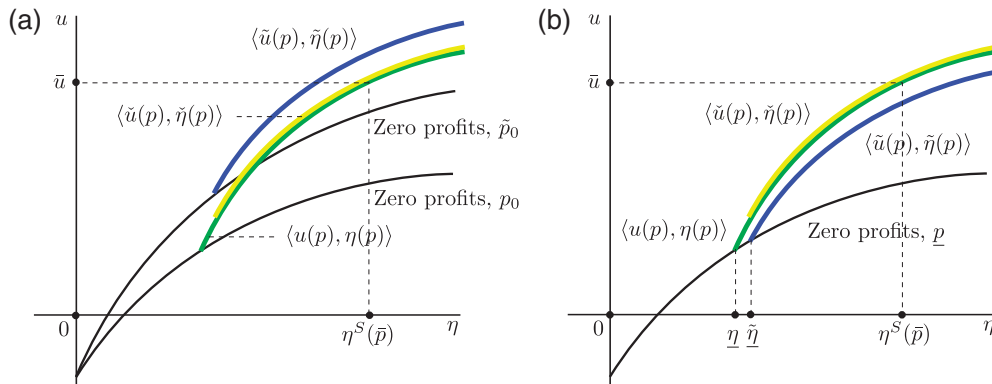 (a)
u
⟨ũ(p), η̃(p)⟩
ū
⟨ǔ(p), η̌(p)⟩
Zero profits, p̃₀
Zero profits, p₀
⟨u(p), η(p)⟩
0
η^S(p̄)
η
(b)
u
ū
⟨ǔ(p), η̌(p)⟩
⟨ũ(p), η̃(p)⟩
⟨u(p), η(p)⟩
Zero profits, p̲
0
η̲
η̲̃
η^S(p̄)
η